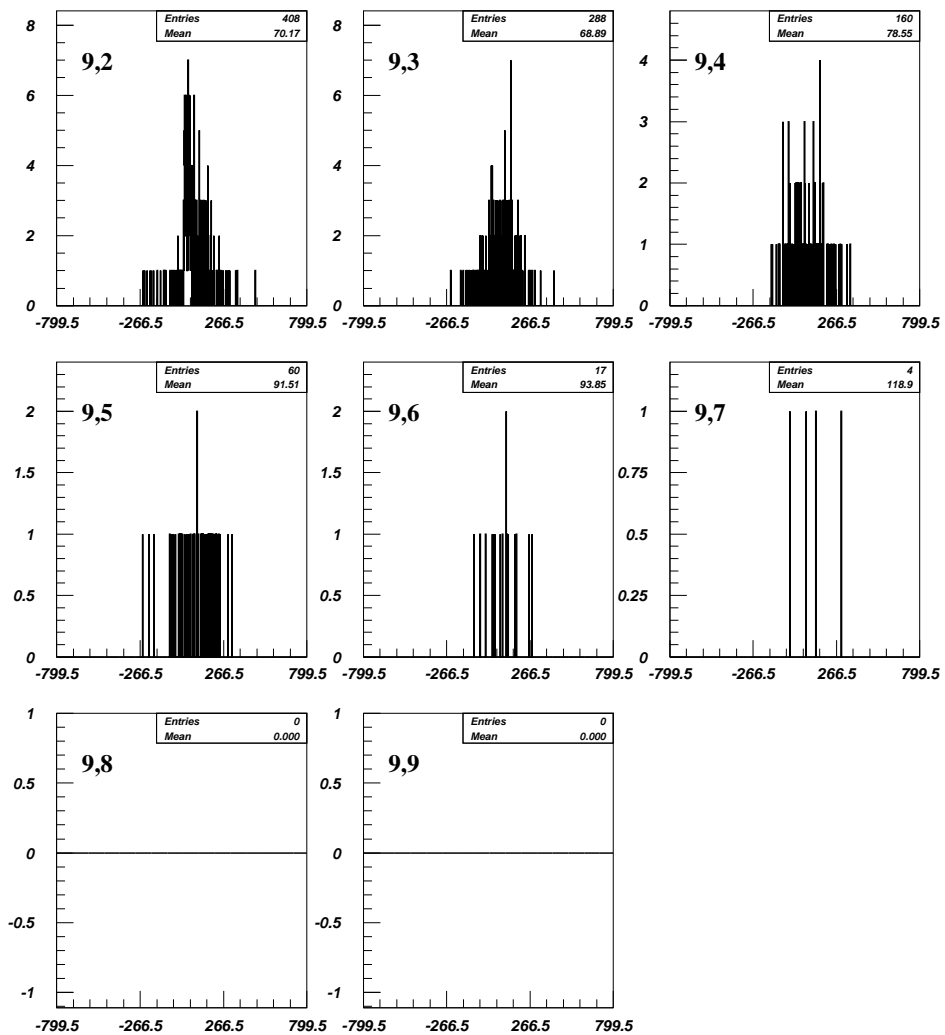 Entries 408
Mean 70.17
9,2
8
6
4
2
0
-799.5 -266.5 266.5 799.5
Entries 288
Mean 68.89
9,3
8
6
4
2
0
-799.5 -266.5 266.5 799.5
Entries 160
Mean 78.55
9,4
4
3
2
1
0
-799.5 -266.5 266.5 799.5
Entries 60
Mean 91.51
9,5
2
1.5
1
0.5
0
-799.5 -266.5 266.5 799.5
Entries 17
Mean 93.85
9,6
2
1.5
1
0.5
0
-799.5 -266.5 266.5 799.5
Entries 4
Mean 118.9
9,7
1
0.75
0.5
0.25
0
-799.5 -266.5 266.5 799.5
Entries 0
Mean 0.000
9,8
1
0.5
0
-0.5
-1
-799.5 -266.5 266.5 799.5
Entries 0
Mean 0.000
9,9
1
0.5
0
-0.5
-1
-799.5 -266.5 266.5 799.5